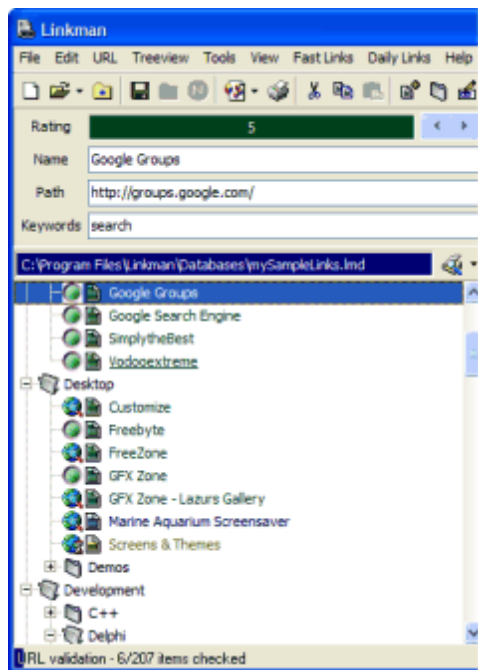 Linkman
File Edit URL Treeview Tools View Fast Links Daily Links Help
Rating 5
Name Google Groups
Path http://groups.google.com/
Keywords search
C:\Program Files\Linkman\Databases\mySampleLinks.lmd
Google Groups
Google Search Engine
SimplytheBest
Vodooextreme
Desktop
Customize
Freebyte
FreeZone
GFX Zone
GFX Zone - Lazurs Gallery
Marine Aquarium Screensaver
Screens & Themes
Demos
Development
C++
Delphi
URL validation - 6/207 items checked